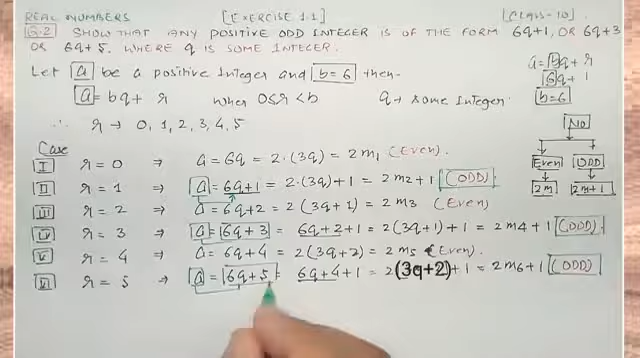 REAL NUMBERS [EXERCISE 1.1] [CLASS-10]
Q.2 SHOW THAT ANY POSITIVE ODD INTEGER IS OF THE FORM 6q+1, OR 6q+3
OR 6q+5. WHERE q IS SOME INTEGER.
Let a be a positive Integer and b=6 then-
a = bq + r when 0≤r<b q → some Integer
∴ r → 0, 1, 2, 3, 4, 5
a = bq + r
6q + 1
b=6
NO
Even ODD
2m 2m+1
Case
I r = 0 ⇒ a = 6q = 2·(3q) = 2m1 (Even).
II r = 1 ⇒ a = 6q+1 = 2·(3q)+1 = 2m2+1 (ODD)
III r = 2 ⇒ a = 6q+2 = 2(3q+1) = 2m3 (Even)
r = 3 ⇒ a = 6q+3 = 6q+2+1 = 2(3q+1)+1 = 2m4+1 (ODD)
V r = 4 ⇒ a = 6q+4 = 2(3q+2) = 2m5 (Even).
VI r = 5 ⇒ a = 6q+5 = 6q+4+1 = 2(3q+2)+1 = 2m6+1 (ODD)